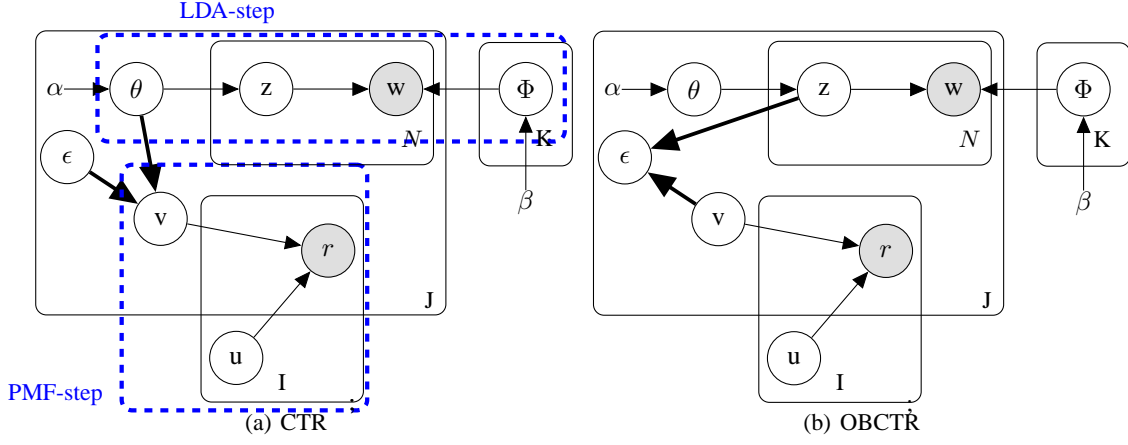 LDA-step
α θ z w Φ
N K
ϵ
v β
r
J
u
I
PMF-step
;
(a) CTR
α θ z w Φ
N K
ϵ
v β
r
J
u
I
;
(b) OBCTR